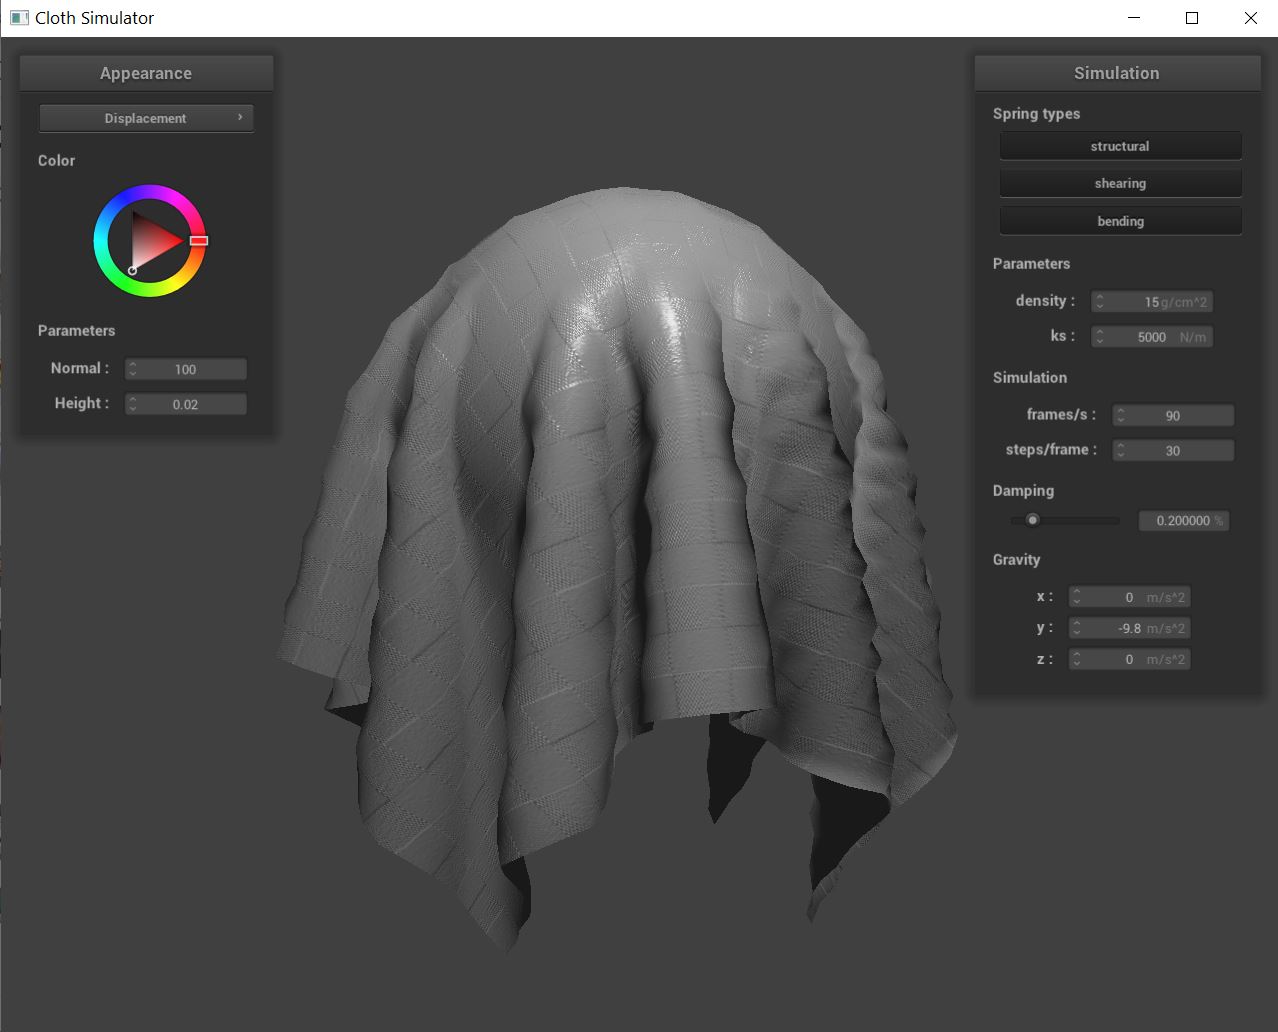 Cloth Simulator
Appearance
Displacement
Color
Parameters
Normal : 100
Height : 0.02
Simulation
Spring types
structural
shearing
bending
Parameters
density : 15 g/cm^2
ks : 5000 N/m
Simulation
frames/s : 90
steps/frame : 30
Damping
0.200000 %
Gravity
x : 0 m/s^2
y : -9.8 m/s^2
z : 0 m/s^2